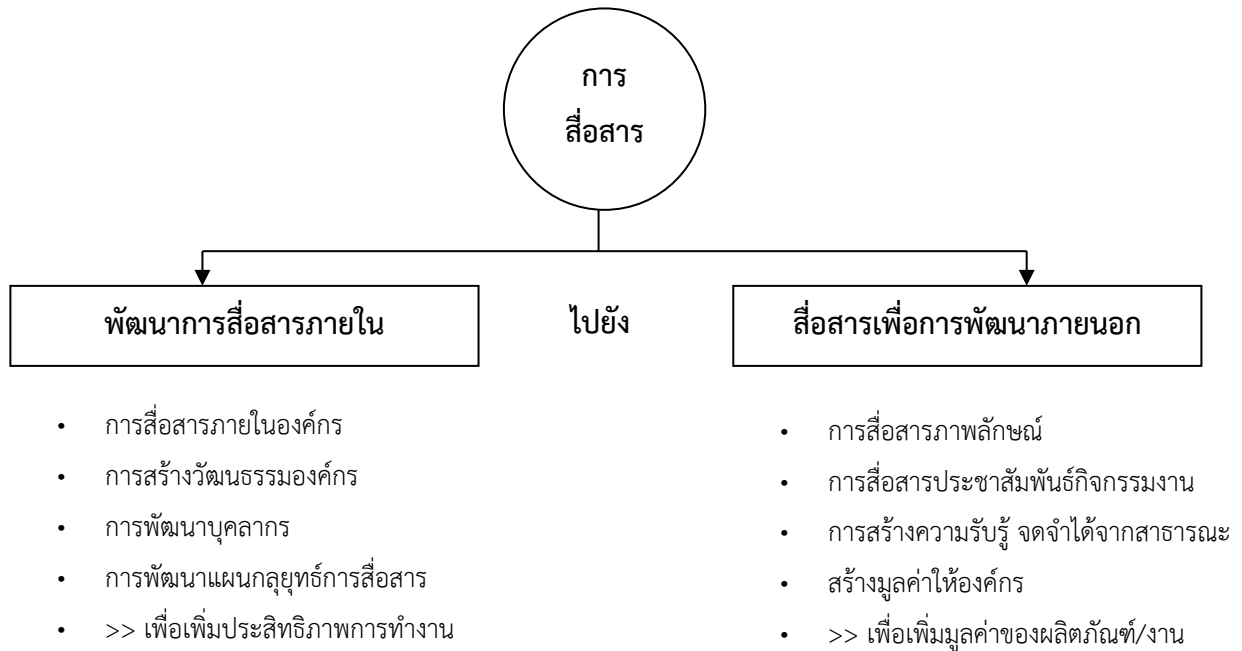 การ
สื่อสาร
พัฒนาการสื่อสารภายใน
ไปยัง
สื่อสารเพื่อการพัฒนาภายนอก
• การสื่อสารภายในองค์กร
• การสร้างวัฒนธรรมองค์กร
• การพัฒนาบุคลากร
• การพัฒนาแผนกลุยุทธ์การสื่อสาร
• >> เพื่อเพิ่มประสิทธิภาพการทำงาน
• การสื่อสารภาพลักษณ์
• การสื่อสารประชาสัมพันธ์กิจกรรมงาน
• การสร้างความรับรู้ จดจำได้จากสาธารณะ
• สร้างมูลค่าให้องค์กร
• >> เพื่อเพิ่มมูลค่าของผลิตภัณฑ์/งาน